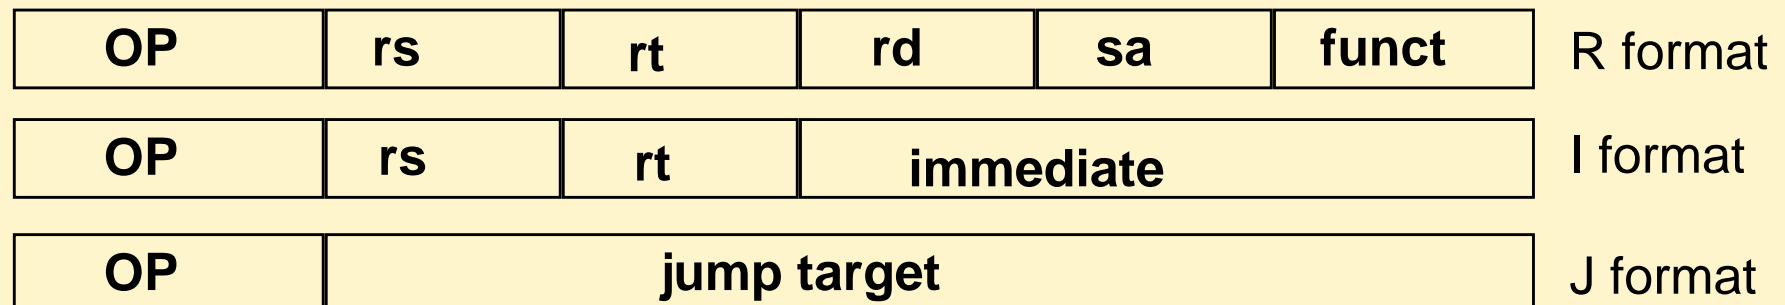 OP rs rt rd sa funct R format
OP rs rt immediate I format
OP jump target J format